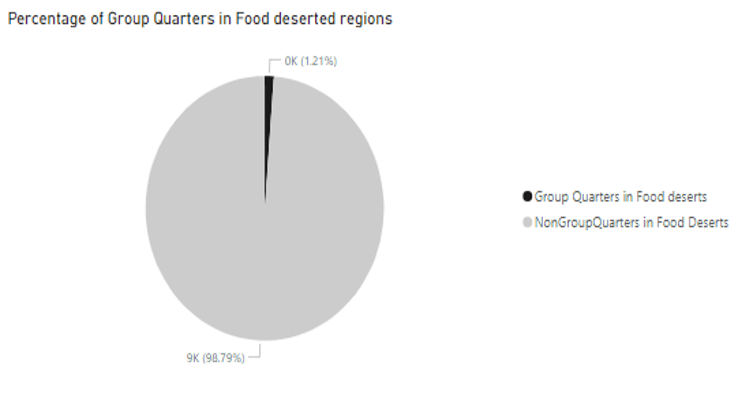 Percentage of Group Quarters in Food deserted regions
0K (1.21%)
Group Quarters in Food deserts
NonGroupQuarters in Food Deserts
9K (98.79%)